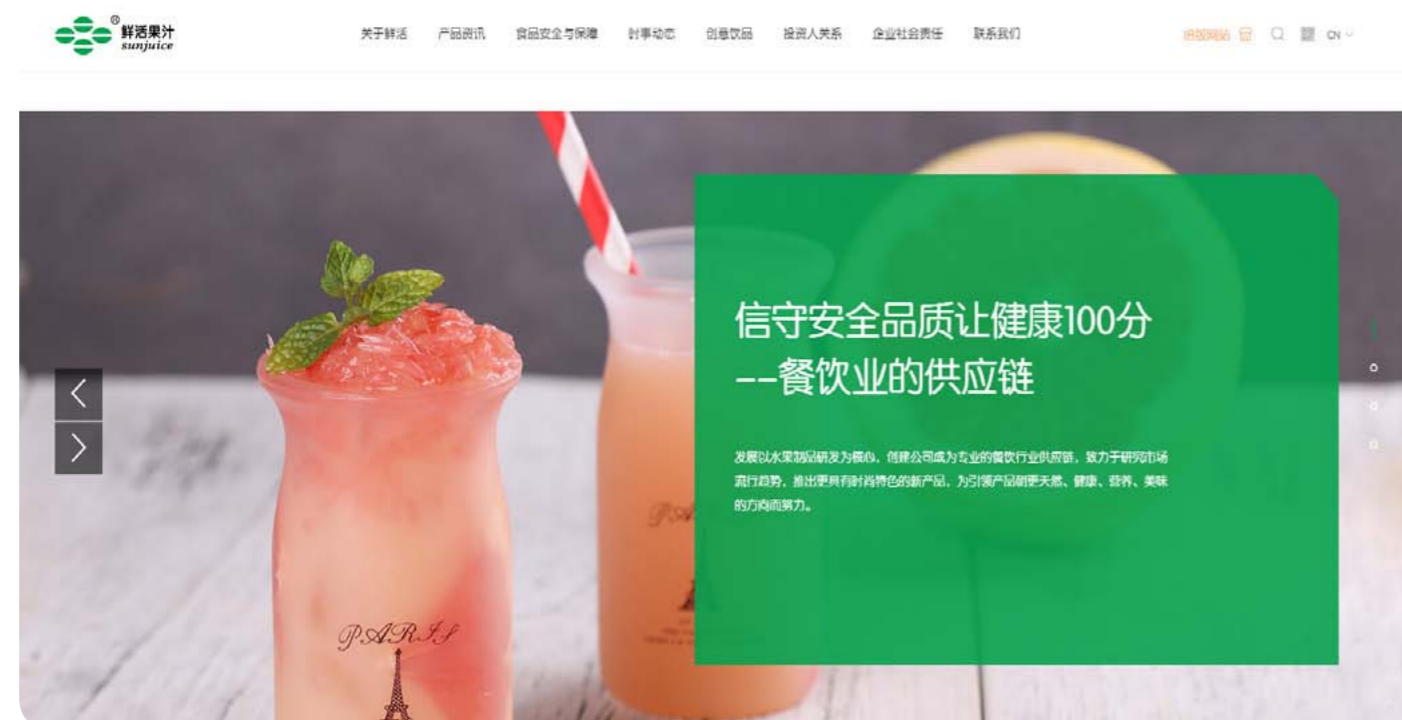 ®
鲜活果汁
sunjuice
关于鲜活
产品资讯
食品安全与保障
时事动态
创意饮品
投资人关系
企业社会责任
联系我们
旧版网站
CN
信守安全品质让健康100分
--餐饮业的供应链
发展以水果制品研发为核心，创建公司成为专业的餐饮行业供应链，致力于研究市场
流行趋势，推出更具有时尚特色的新产品，为引领产品朝更天然、健康、营养、美味
的方向而努力。
PARIS